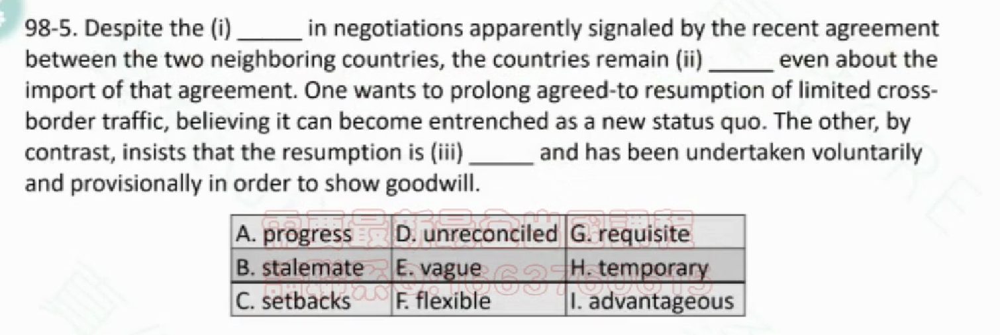 98-5. Despite the (i) _____ in negotiations apparently signaled by the recent agreement
between the two neighboring countries, the countries remain (ii) _____ even about the
import of that agreement. One wants to prolong agreed-to resumption of limited cross-
border traffic, believing it can become entrenched as a new status quo. The other, by
contrast, insists that the resumption is (iii) _____ and has been undertaken voluntarily
and provisionally in order to show goodwill.
A. progress D. unreconciled G. requisite
B. stalemate E. vague H. temporary
C. setbacks F. flexible I. advantageous